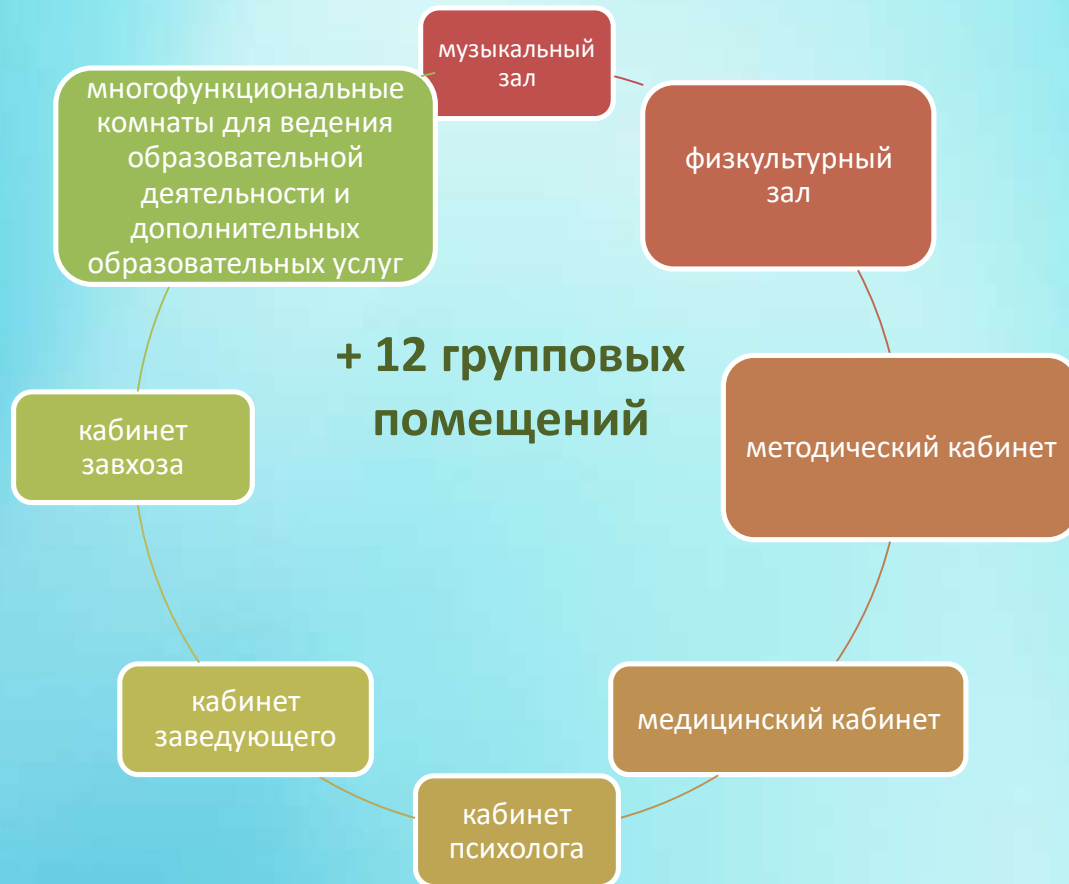 музыкальный
зал
физкультурный
зал
методический кабинет
медицинский кабинет
кабинет
психолога
кабинет
заведующего
кабинет
завхоза
многофункциональные
комнаты для ведения
образовательной
деятельности и
дополнительных
образовательных услуг
+ 12 групповых
помещений